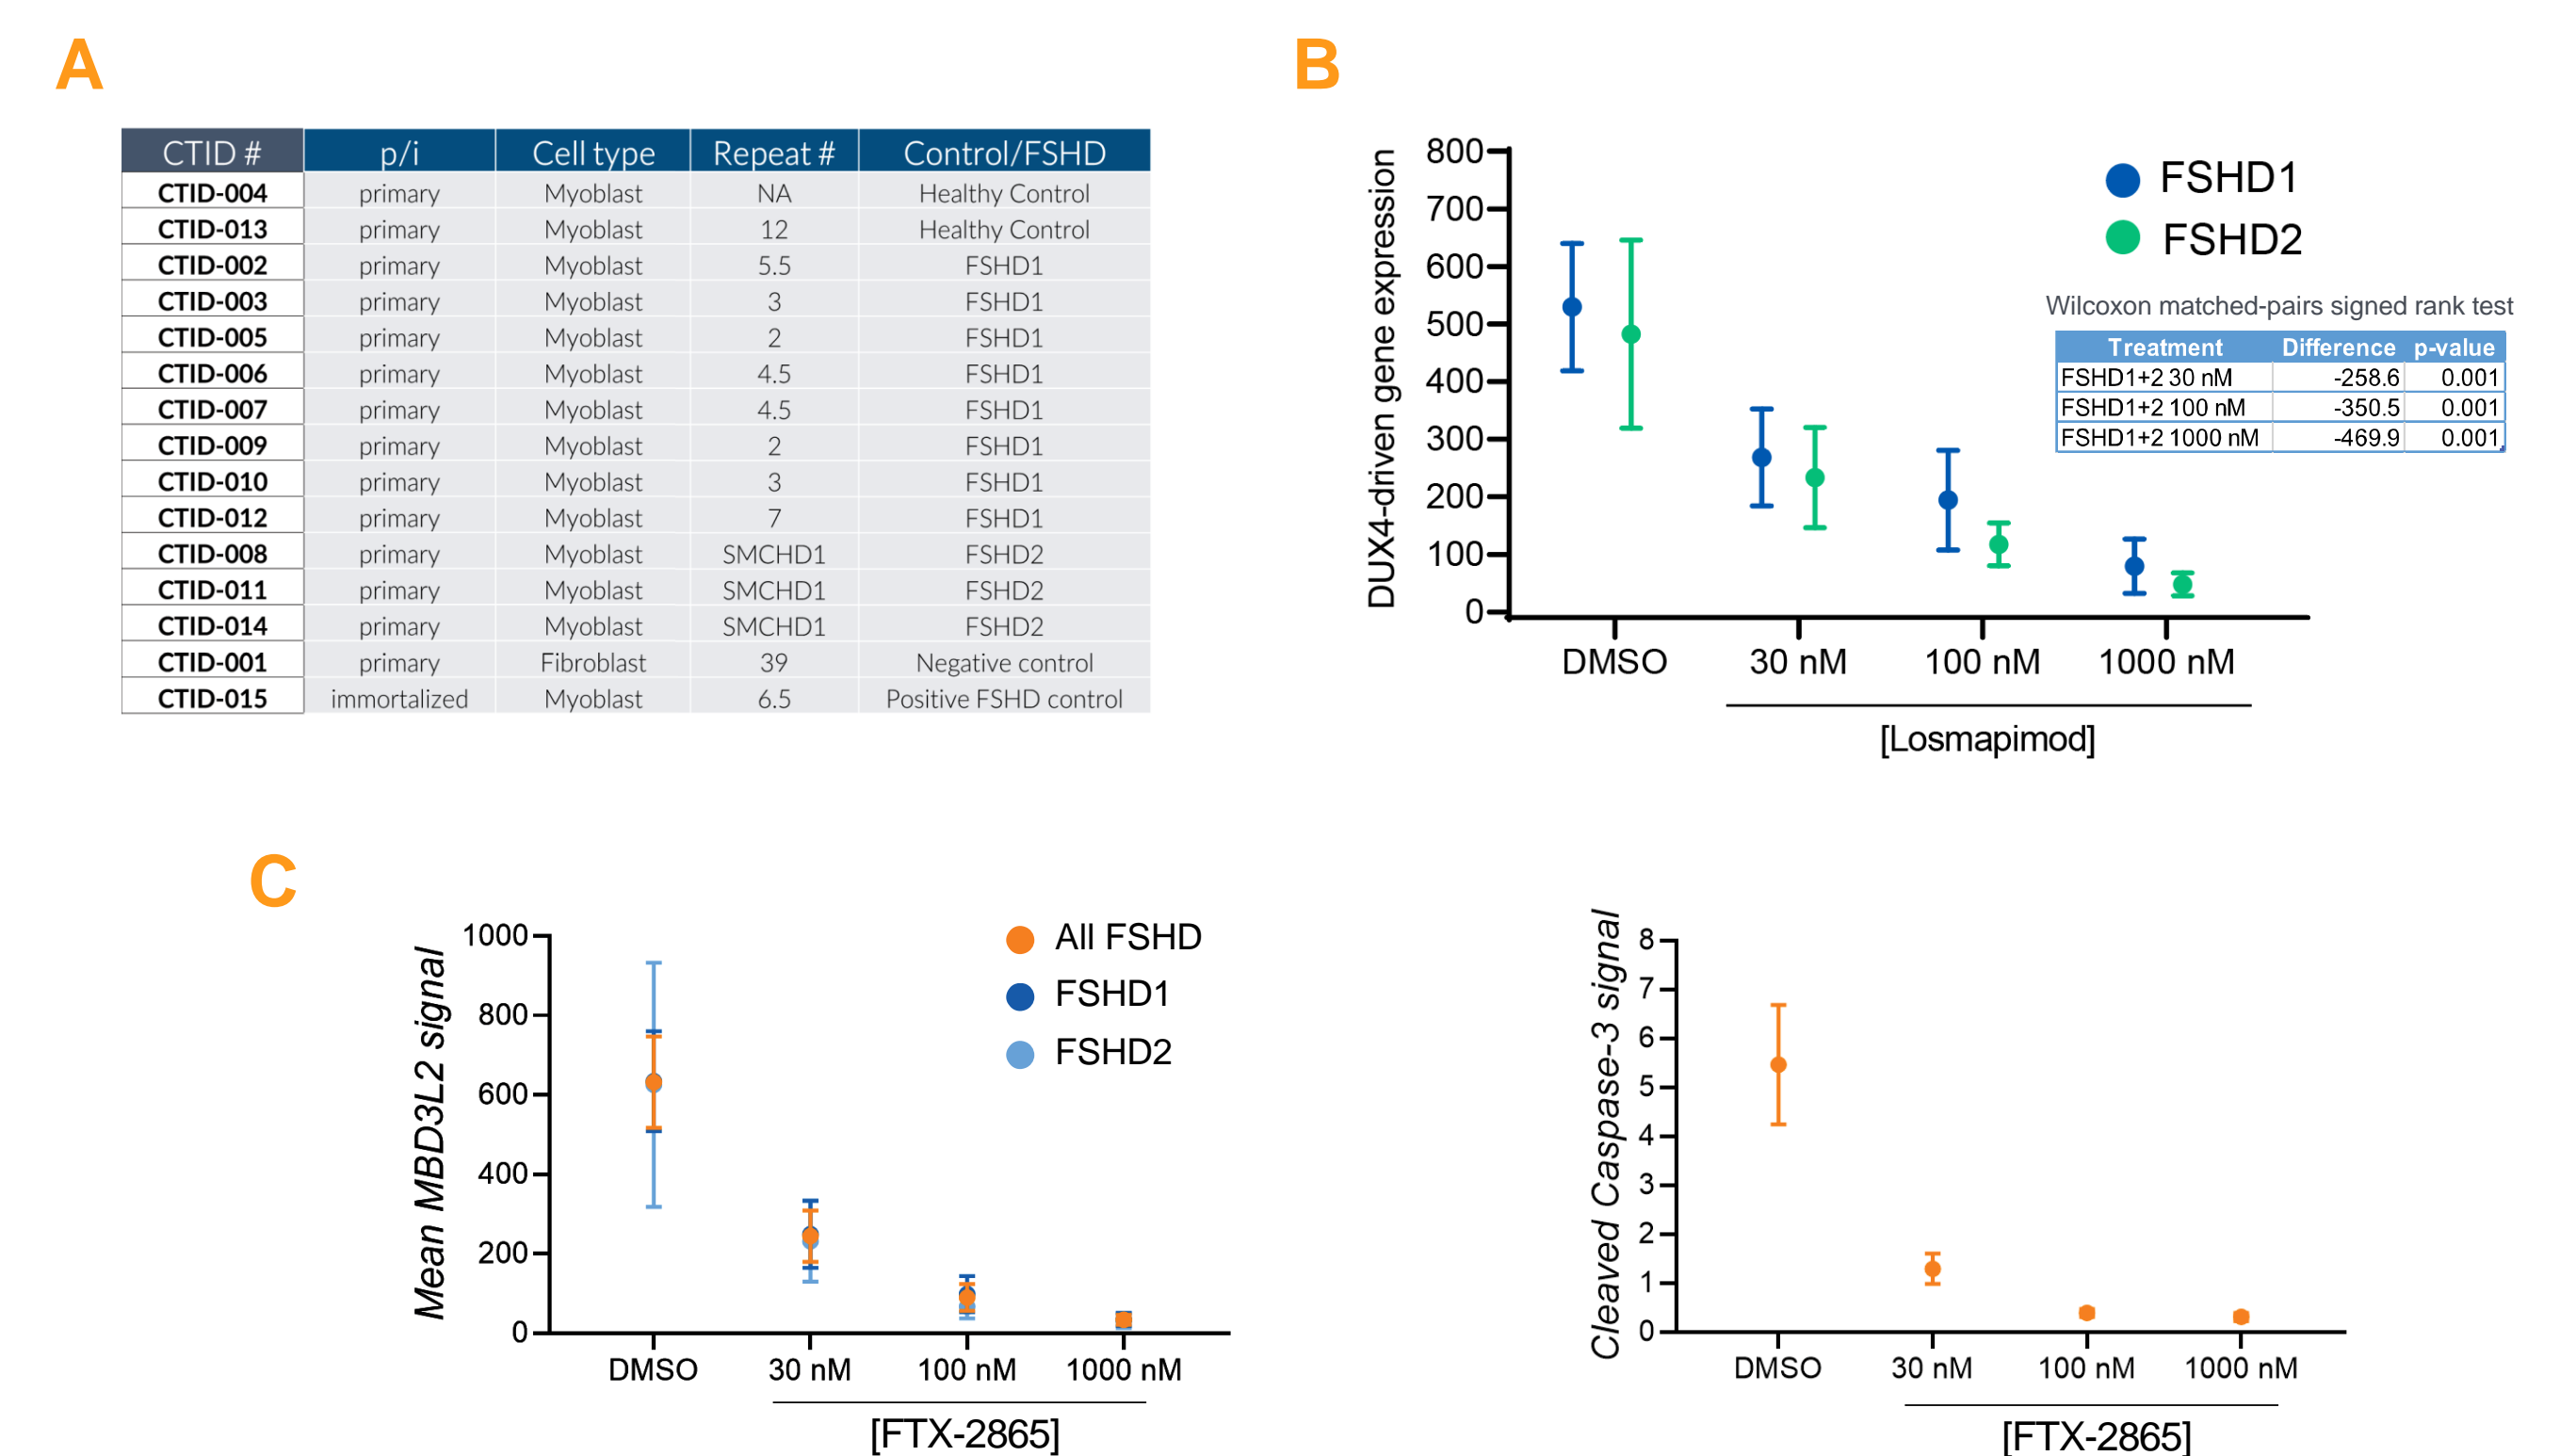 A
CTID # p/i Cell type Repeat # Control/FSHD
CTID-004 primary Myoblast NA Healthy Control
CTID-013 primary Myoblast 12 Healthy Control
CTID-002 primary Myoblast 5.5 FSHD1
CTID-003 primary Myoblast 3 FSHD1
CTID-005 primary Myoblast 2 FSHD1
CTID-006 primary Myoblast 4.5 FSHD1
CTID-007 primary Myoblast 4.5 FSHD1
CTID-009 primary Myoblast 2 FSHD1
CTID-010 primary Myoblast 3 FSHD1
CTID-012 primary Myoblast 7 FSHD1
CTID-008 primary Myoblast SMCHD1 FSHD2
CTID-011 primary Myoblast SMCHD1 FSHD2
CTID-014 primary Myoblast SMCHD1 FSHD2
CTID-001 primary Fibroblast 39 Negative control
CTID-015 immortalized Myoblast 6.5 Positive FSHD control
B
DUX4-driven gene expression
800
700
600
500
400
300
200
100
0
FSHD1
FSHD2
Wilcoxon matched-pairs signed rank test
Treatment Difference p-value
FSHD1+2 30 nM -258.6 0.001
FSHD1+2 100 nM -350.5 0.001
FSHD1+2 1000 nM -469.9 0.001
DMSO 30 nM 100 nM 1000 nM
[Losmapimod]
C
Mean MBD3L2 signal
1000
800
600
400
200
0
All FSHD
FSHD1
FSHD2
DMSO 30 nM 100 nM 1000 nM
[FTX-2865]
Cleaved Caspase-3 signal
8
7
6
5
4
3
2
1
0
DMSO 30 nM 100 nM 1000 nM
[FTX-2865]